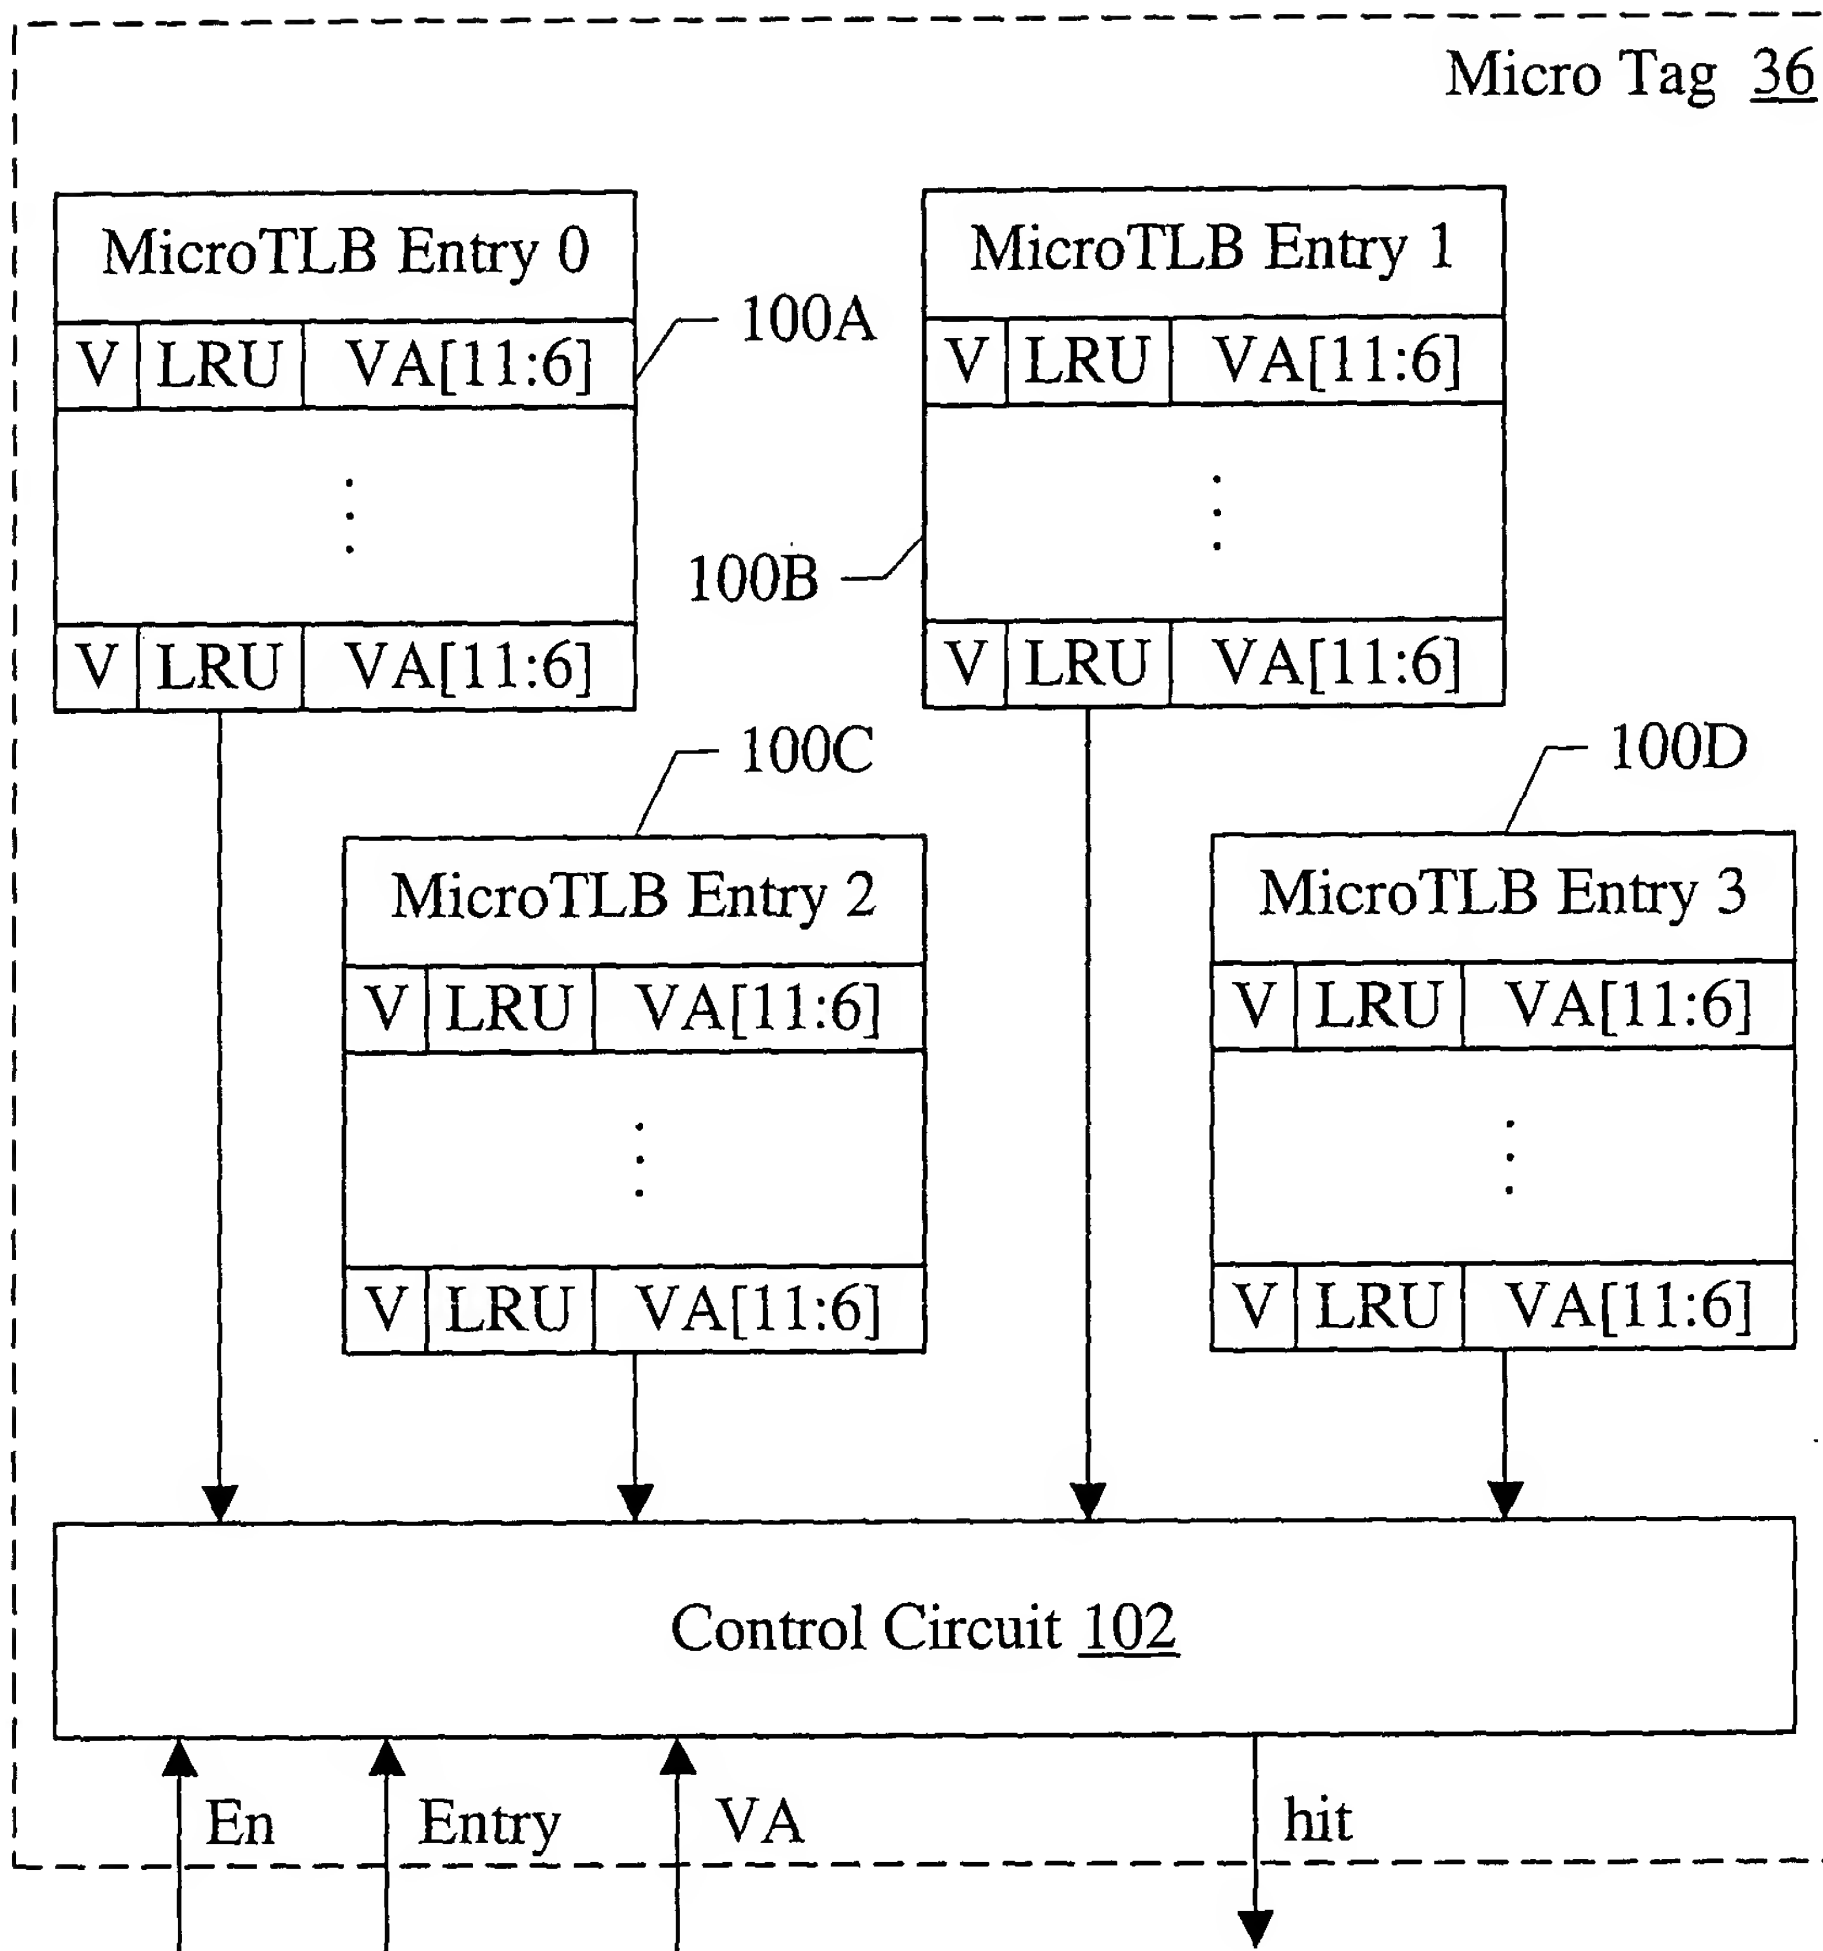 Micro Tag 36
MicroTLB Entry 0
V LRU VA[11:6]
V LRU VA[11:6]
100A
MicroTLB Entry 1
V LRU VA[11:6]
V LRU VA[11:6]
100B
100C
MicroTLB Entry 2
V LRU VA[11:6]
V LRU VA[11:6]
100D
MicroTLB Entry 3
V LRU VA[11:6]
V LRU VA[11:6]
Control Circuit 102
En
Entry
VA
hit